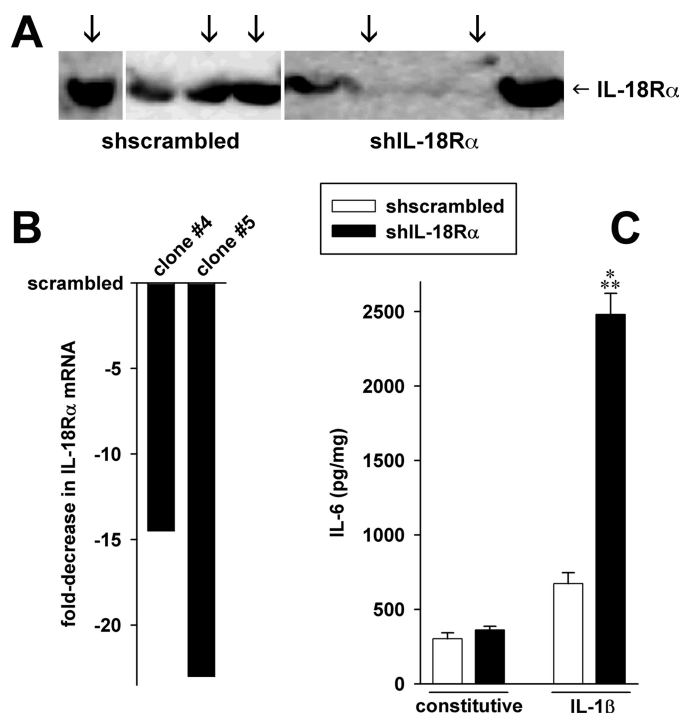 A
↓ ↓ ↓ ↓ ↓
← IL-18Rα
shscrambled shIL-18Rα
B
clone #4
clone #5
scrambled
-5
-10
-15
-20
fold-decrease in IL-18Rα mRNA
shscrambled
shIL-18Rα
C
*
**
2500
2000
1500
1000
500
0
IL-6 (pg/mg)
constitutive IL-1β